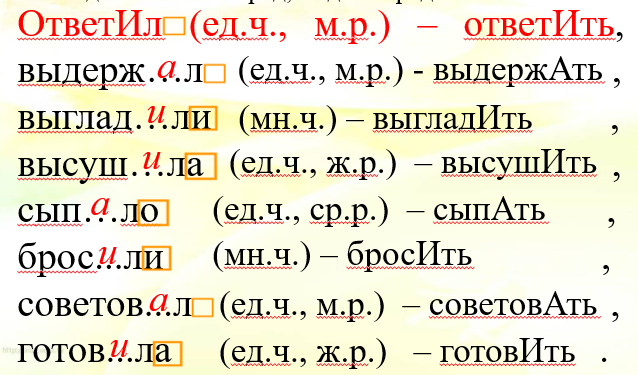 ОтветИл (ед.ч., м.р.) – ответИть,
выдерж…а…л (ед.ч., м.р.) - выдержАть ,
выглад…и…ли (мн.ч.) – выгладИть ,
высуш…и…ла (ед.ч., ж.р.) – высушИть ,
сып…а…ло (ед.ч., ср.р.) – сыпАть ,
брос…и…ли (мн.ч.) – бросИть ,
советов…а…л (ед.ч., м.р.) – советовАть ,
готов…и…ла (ед.ч., ж.р.) – готовИть .